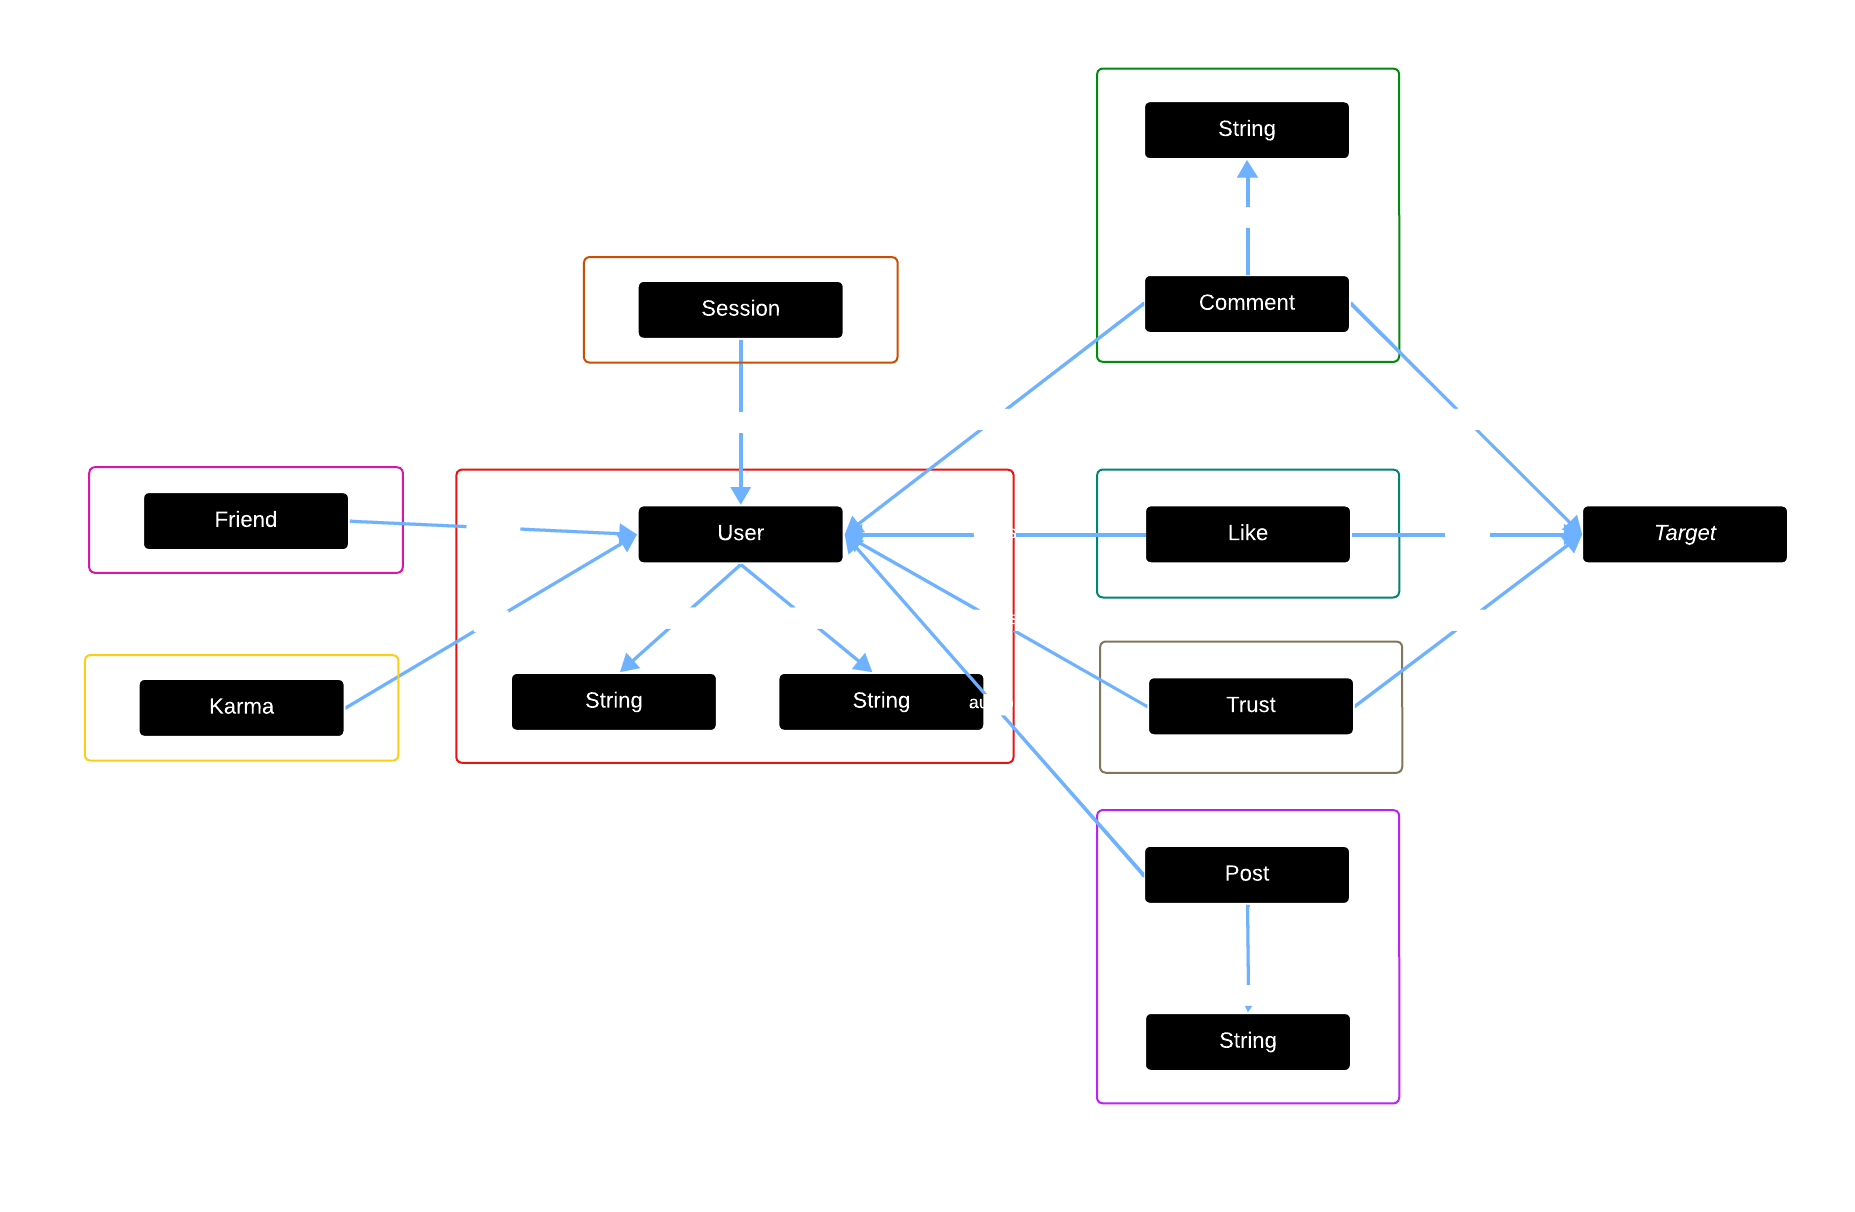 String
Session
Comment
Friend
User
Like
Target
Karma
String
String
Trust
Post
String